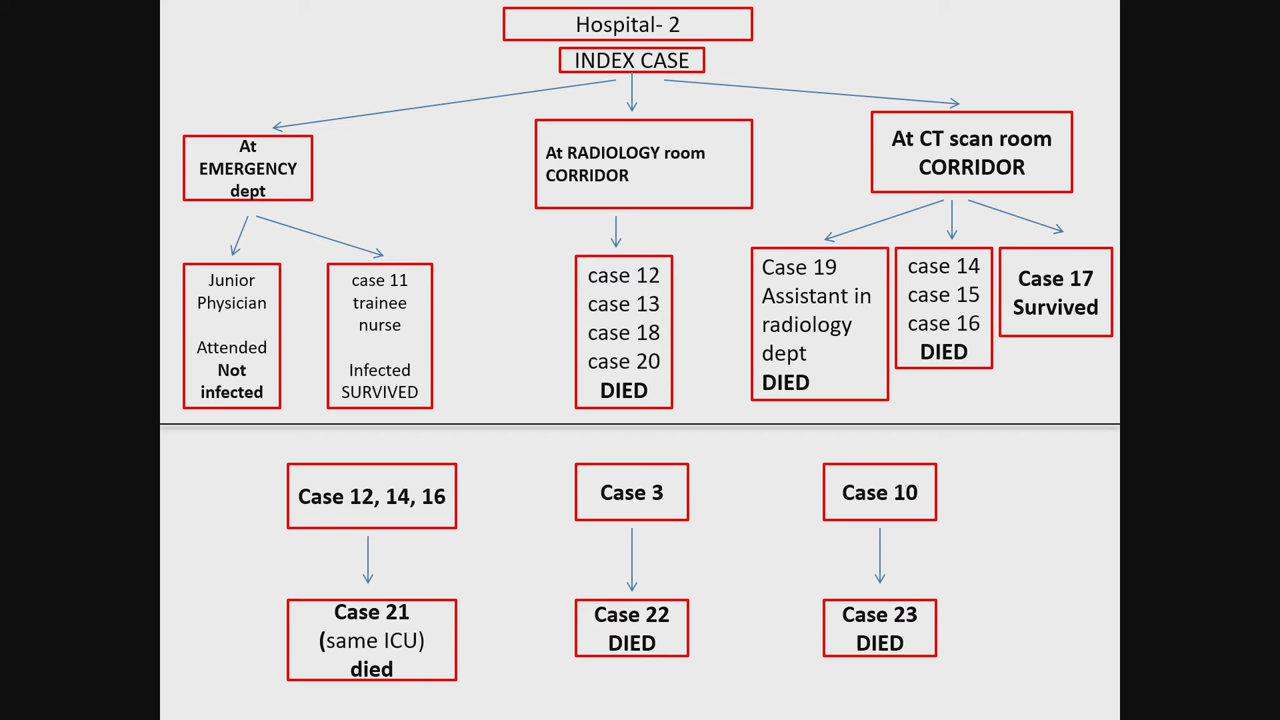 Hospital- 2
INDEX CASE
At
EMERGENCY
dept
At RADIOLOGY room
CORRIDOR
At CT scan room
CORRIDOR
Junior
Physician
Attended
Not
infected
case 11
trainee
nurse
Infected
SURVIVED
case 12
case 13
case 18
case 20
DIED
Case 19
Assistant in
radiology
dept
DIED
case 14
case 15
case 16
DIED
Case 17
Survived
Case 12, 14, 16
Case 3
Case 10
Case 21
(same ICU)
died
Case 22
DIED
Case 23
DIED